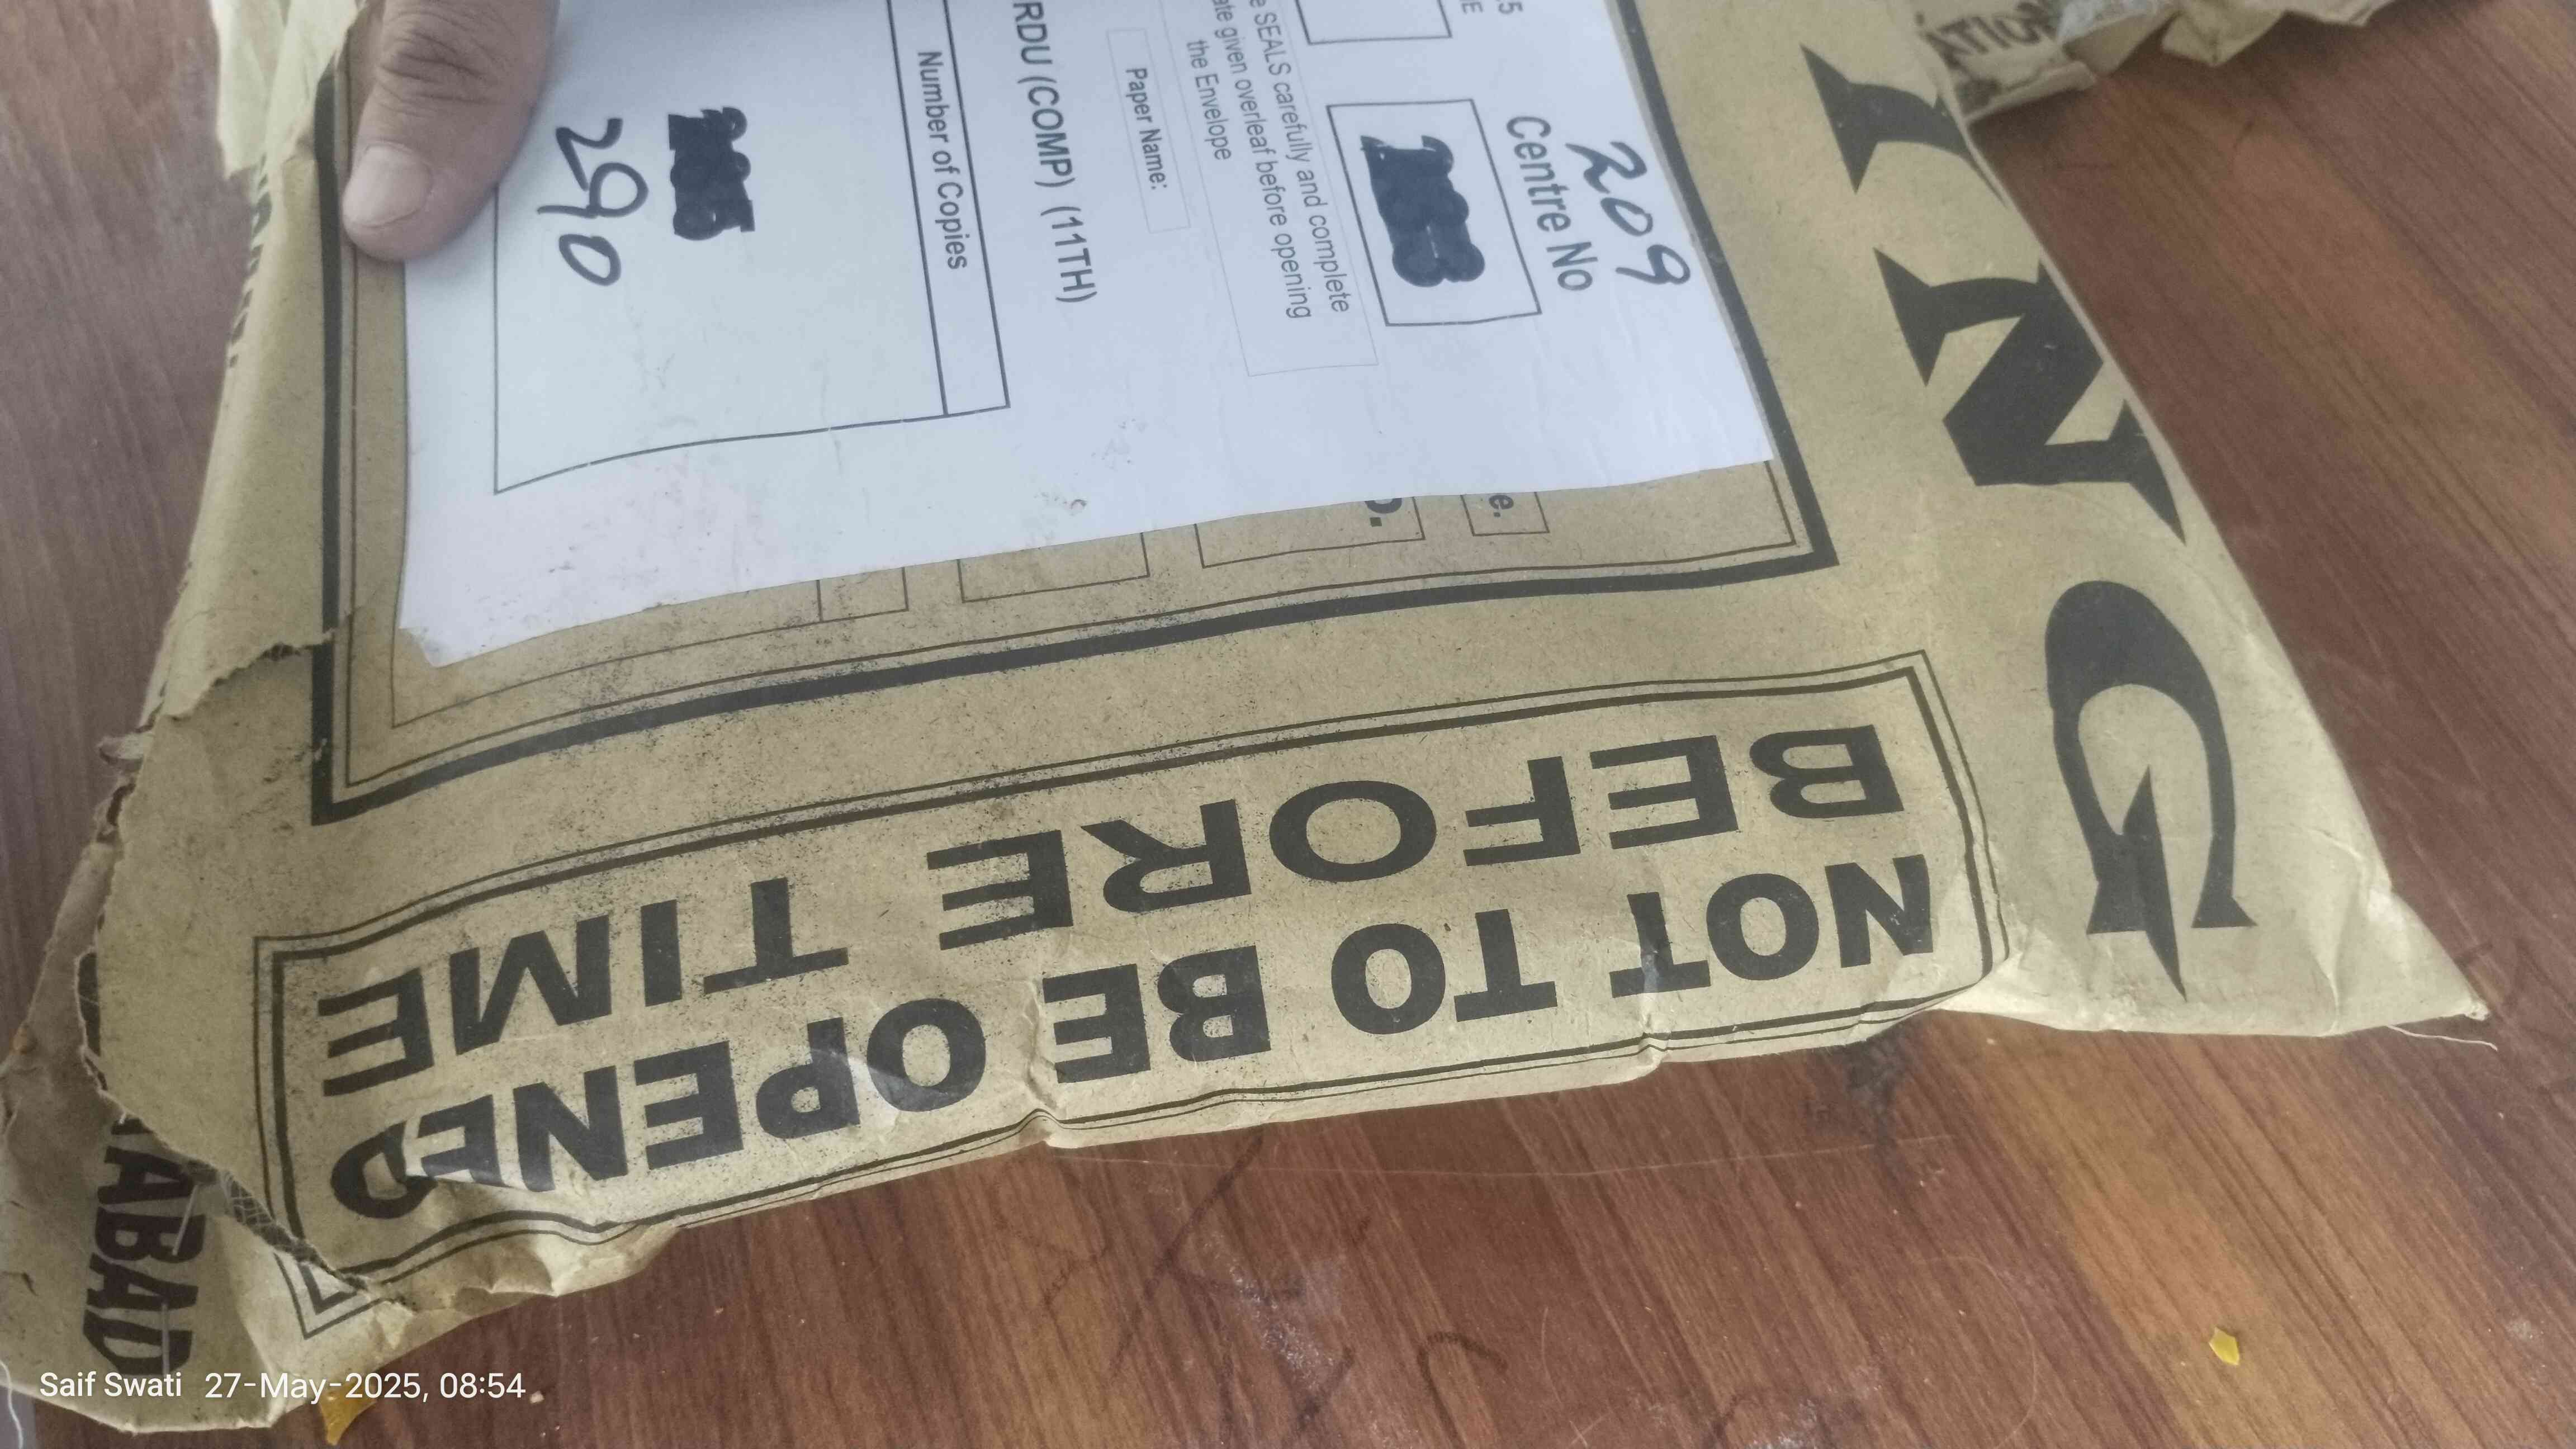 209
Centre No
e SEALS carefully and complete
ate given overleaf before opening
the Envelope
Paper Name:
RDU (COMP) (11TH)
Number of Copies
290
ING
NOT TO BE OPENED
BEFORE TIME
ABAD
Saif Swati 27-May-2025, 08:54